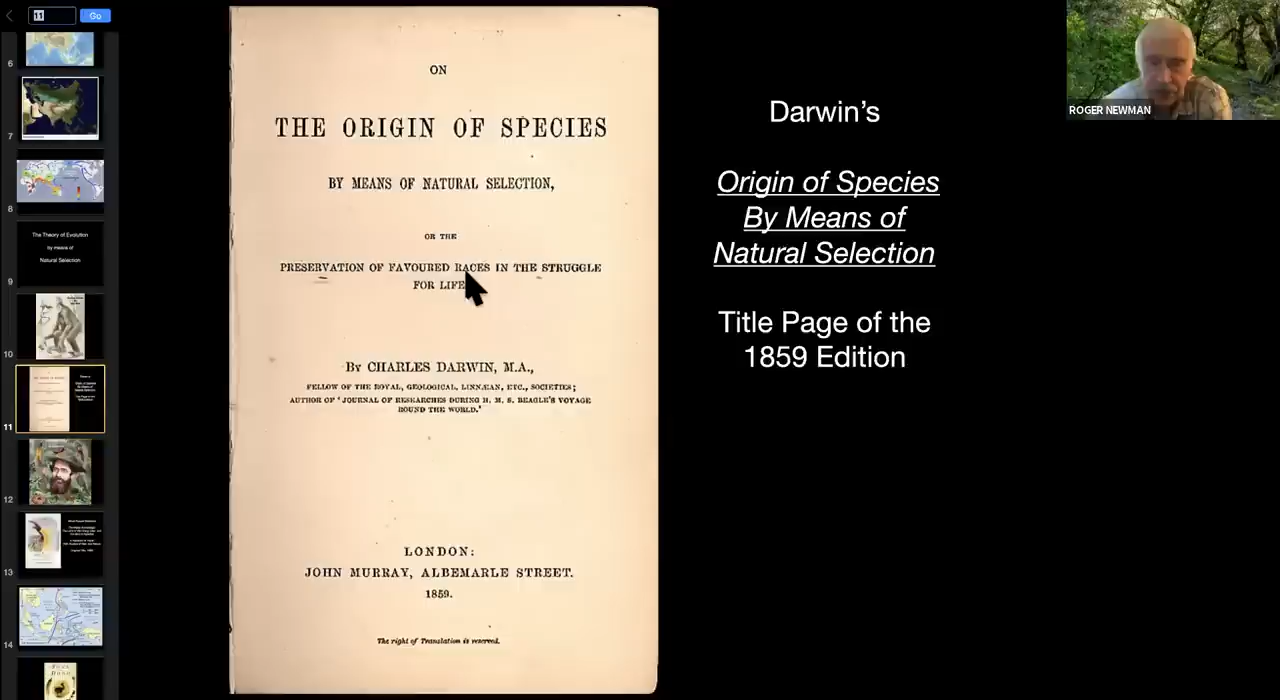 11
Go
6
7
8
9
The Theory of Evolution
by means of
Natural Selection
10
11
12
13
14
ON
THE ORIGIN OF SPECIES
BY MEANS OF NATURAL SELECTION,
OR THE
PRESERVATION OF FAVOURED RACES IN THE STRUGGLE
FOR LIFE
By CHARLES DARWIN, M.A.,
FELLOW OF THE ROYAL, GEOLOGICAL, LINNÆAN, ETC., SOCIETIES;
AUTHOR OF 'JOURNAL OF RESEARCHES DURING H. M. S. BEAGLE'S VOYAGE
ROUND THE WORLD.'
LONDON:
JOHN MURRAY, ALBEMARLE STREET.
1859.
The right of Translation is reserved.
Darwin's
Origin of Species
By Means of
Natural Selection
Title Page of the
1859 Edition
ROGER NEWMAN